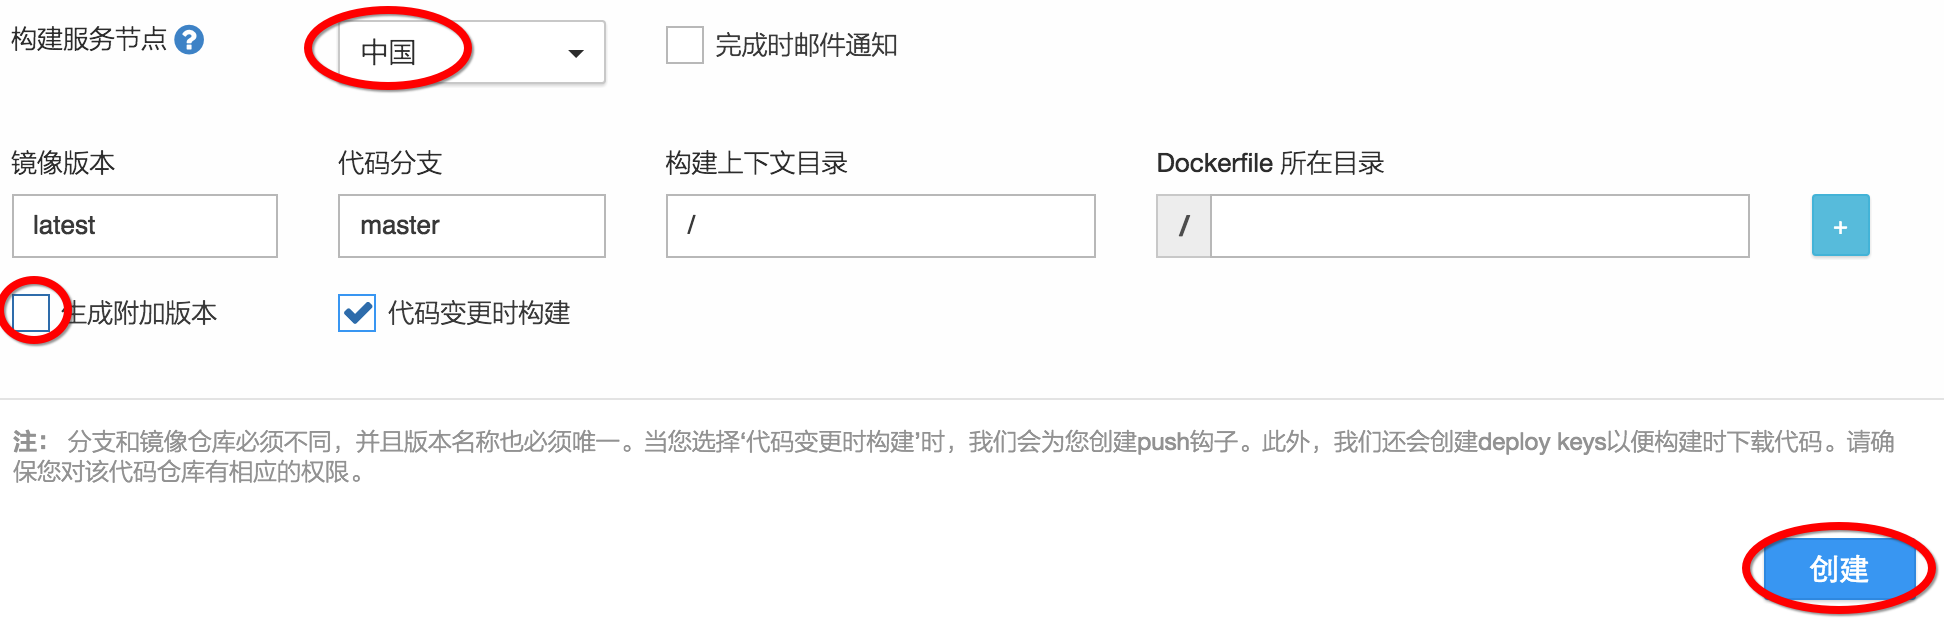 构建服务节点 ?
中国
完成时邮件通知
镜像版本
代码分支
构建上下文目录
Dockerfile 所在目录
latest
master
/
/
+
生成附加版本
代码变更时构建
注： 分支和镜像仓库必须不同，并且版本名称也必须唯一。当您选择‘代码变更时构建’时，我们会为您创建push钩子。此外，我们还会创建deploy keys以便构建时下载代码。请确
保您对该代码仓库有相应的权限。
创建